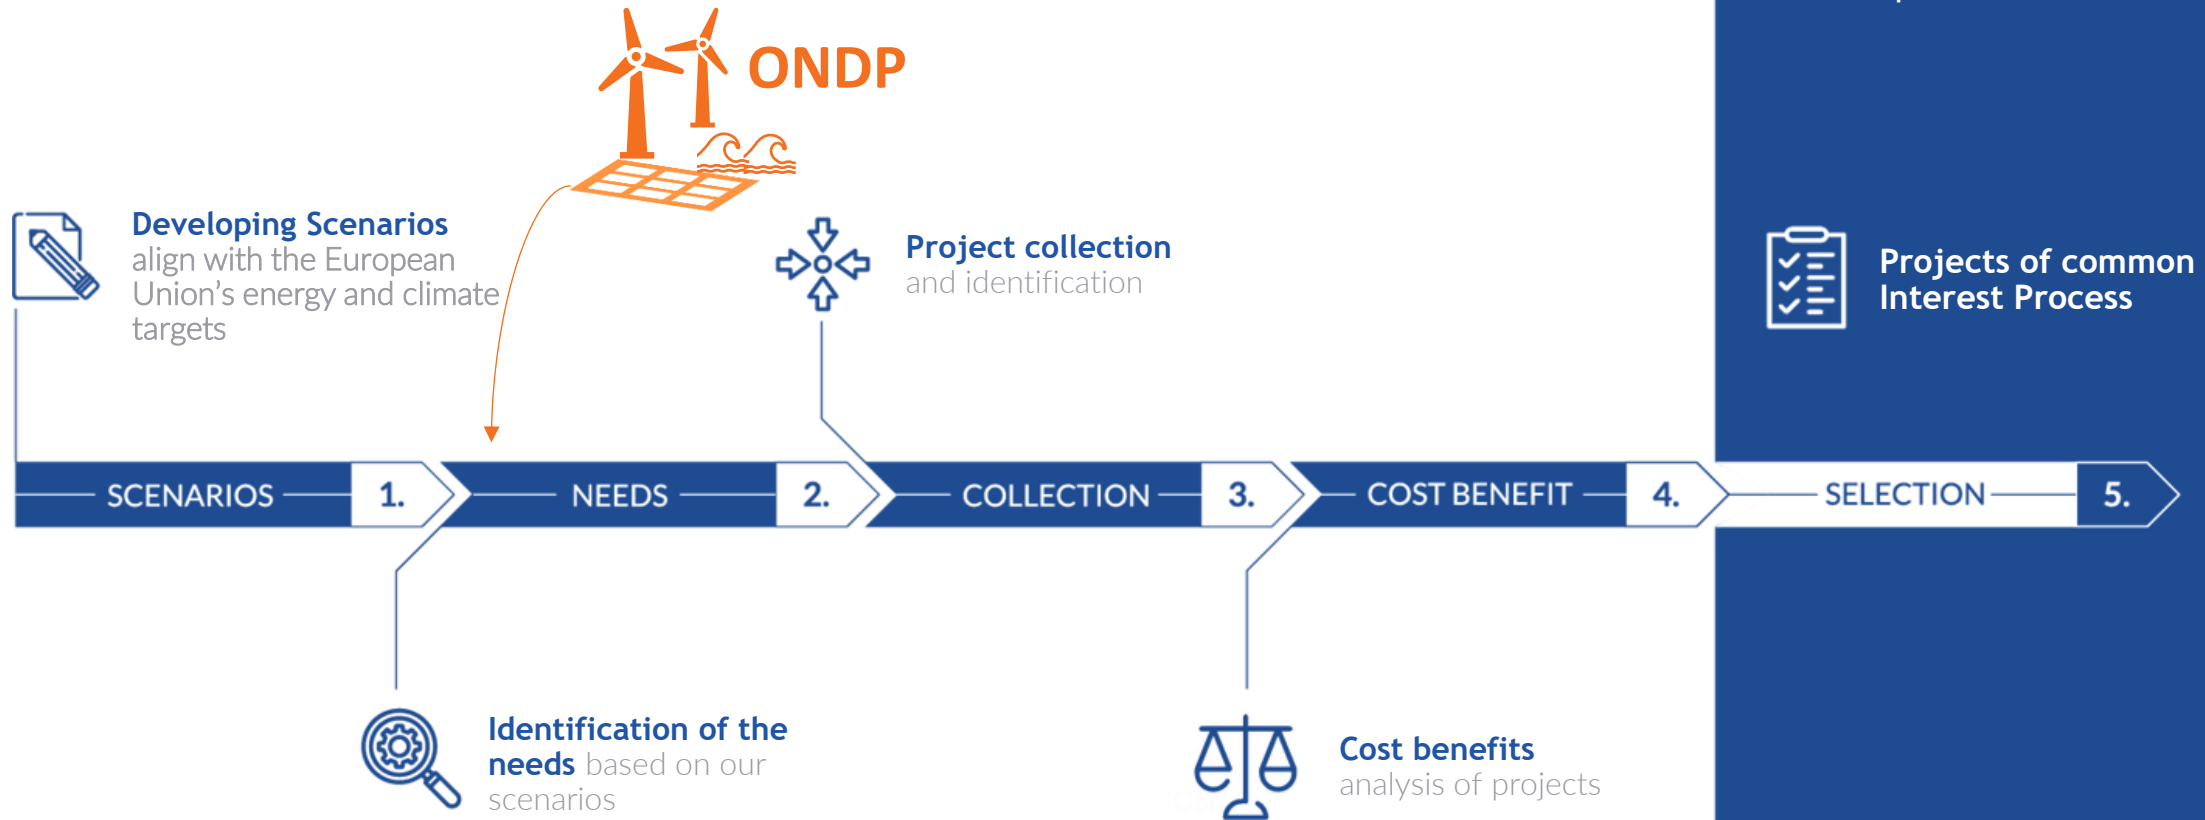 ONDP
Developing Scenarios
align with the European
Union's energy and climate
targets
Project collection
and identification
Projects of common
Interest Process
SCENARIOS
1.
NEEDS
2.
COLLECTION
3.
COST BENEFIT
4.
SELECTION
5.
Identification of the
needs based on our
scenarios
Cost benefits
analysis of projects